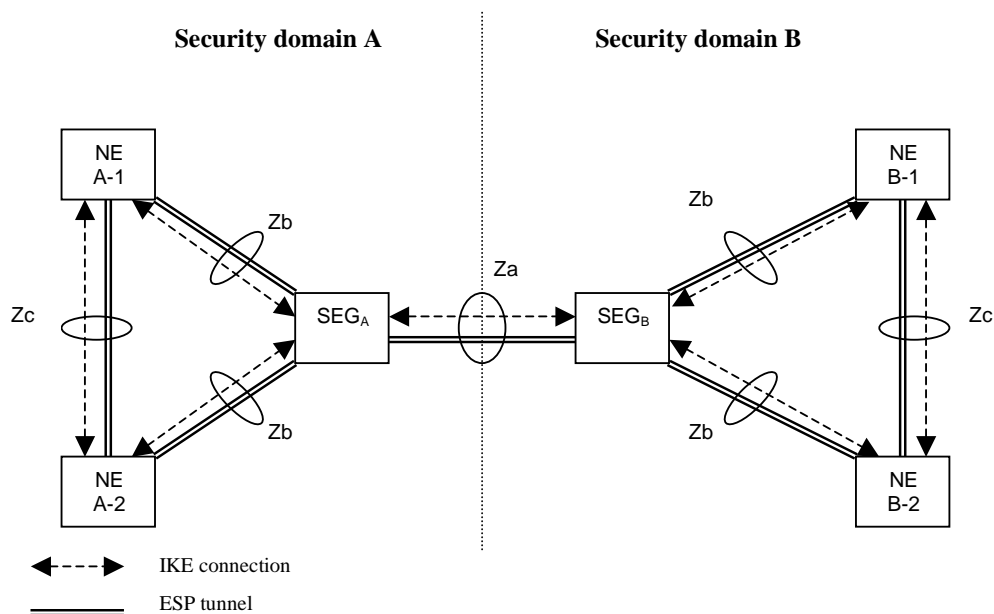 Security domain A
Security domain B
NE
A-1
NE
B-1
Zb
Zb
Za
Zc
SEGA
SEGB
Zc
Zb
Zb
NE
A-2
NE
B-2
IKE connection
ESP tunnel